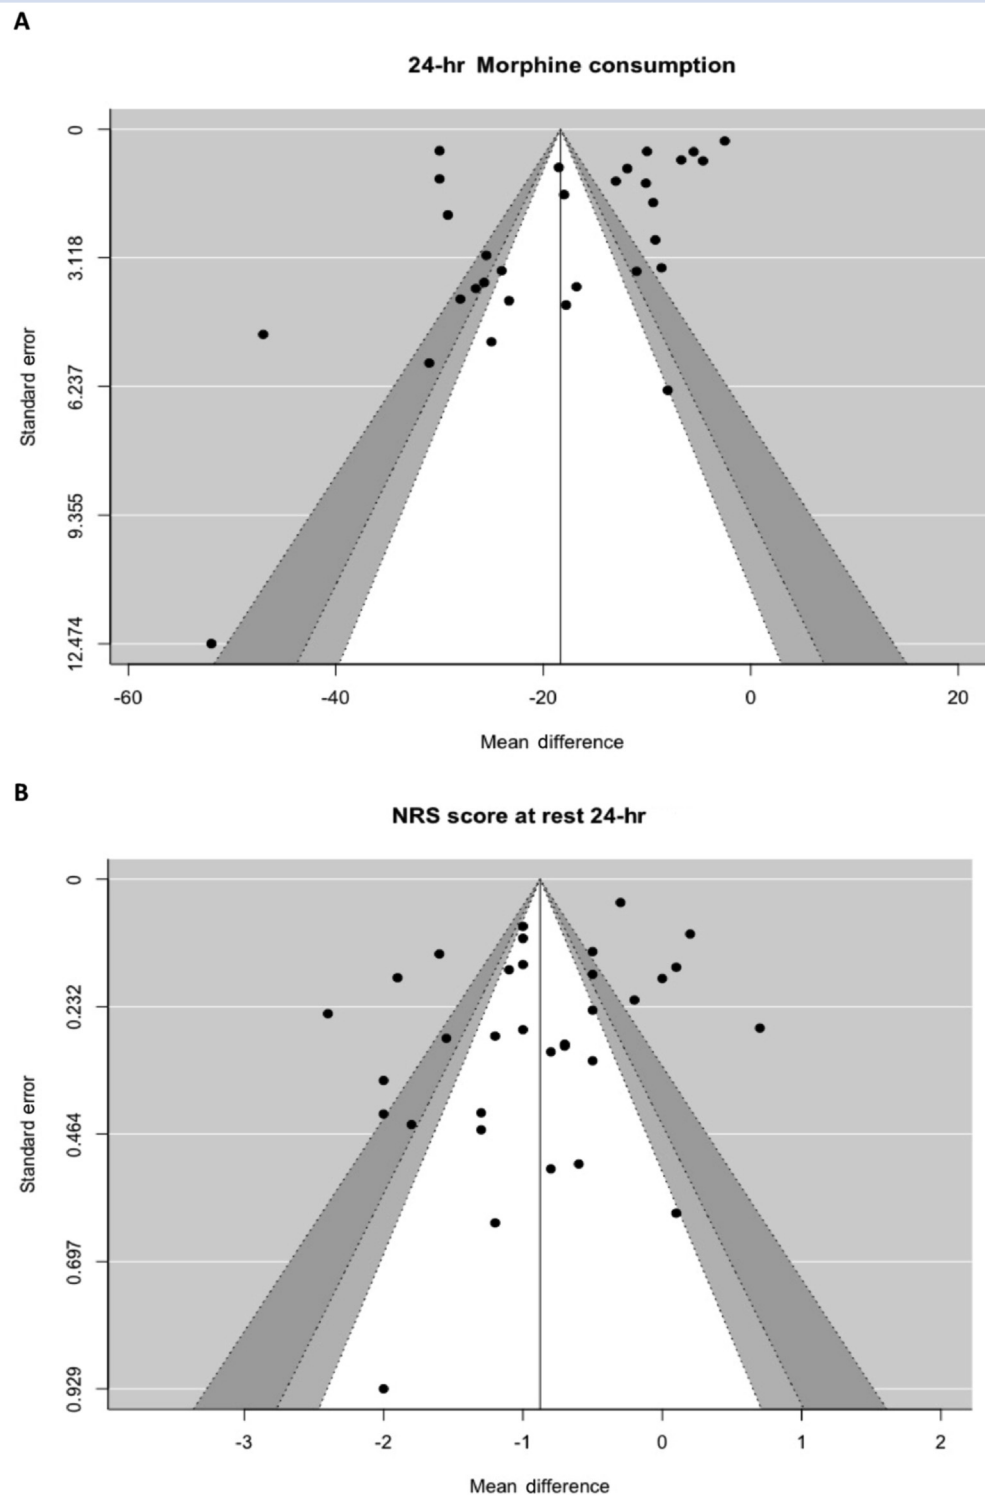 A
24-hr Morphine consumption
Standard error
0
3.118
6.237
9.355
12.474
-60 -40 -20 0 20
Mean difference
B
NRS score at rest 24-hr
Standard error
0
0.232
0.464
0.697
0.929
-3 -2 -1 0 1 2
Mean difference